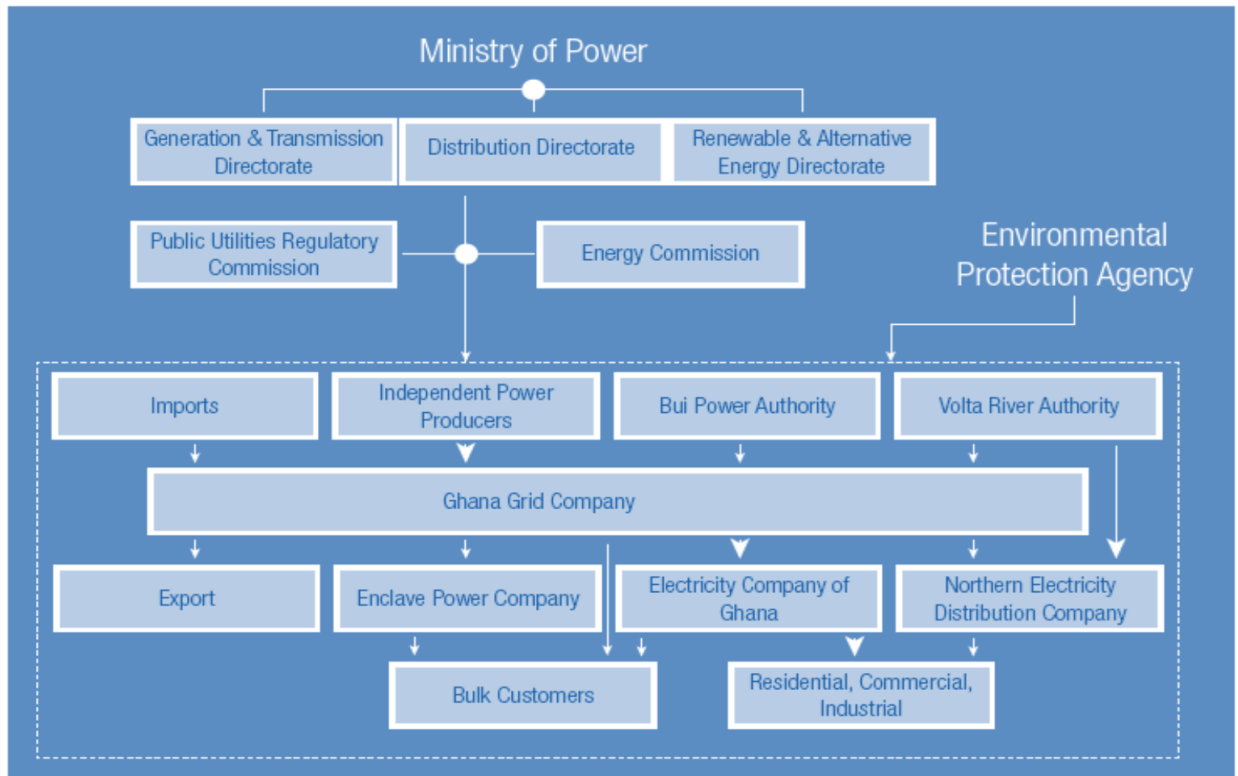 Ministry of Power
Generation & Transmission
Directorate
Distribution Directorate
Renewable & Alternative
Energy Directorate
Public Utilities Regulatory
Commission
Energy Commission
Environmental
Protection Agency
Imports
Independent Power
Producers
Bui Power Authority
Volta River Authority
Ghana Grid Company
Export
Enclave Power Company
Electricity Company of
Ghana
Northern Electricity
Distribution Company
Bulk Customers
Residential, Commercial,
Industrial